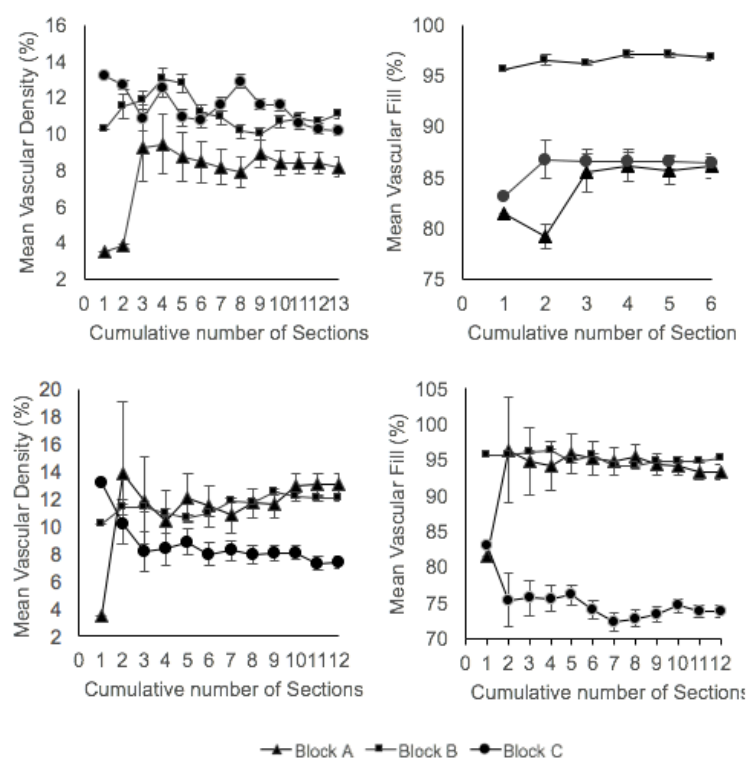 Mean Vascular Density (%)
16
14
12
10
8
6
4
2
0 1 2 3 4 5 6 7 8 9 10 11 12 13
Cumulative number of Sections
Mean Vascular Fill (%)
100
95
90
85
80
75
0 1 2 3 4 5 6
Cumulative number of Section
Mean Vascular Density (%)
20
18
16
14
12
10
8
6
4
2
0 1 2 3 4 5 6 7 8 9 10 11 12
Cumulative number of Sections
Mean Vascular Fill (%)
105
100
95
90
85
80
75
70
0 1 2 3 4 5 6 7 8 9 10 11 12
Cumulative number of Sections
Block A Block B Block C